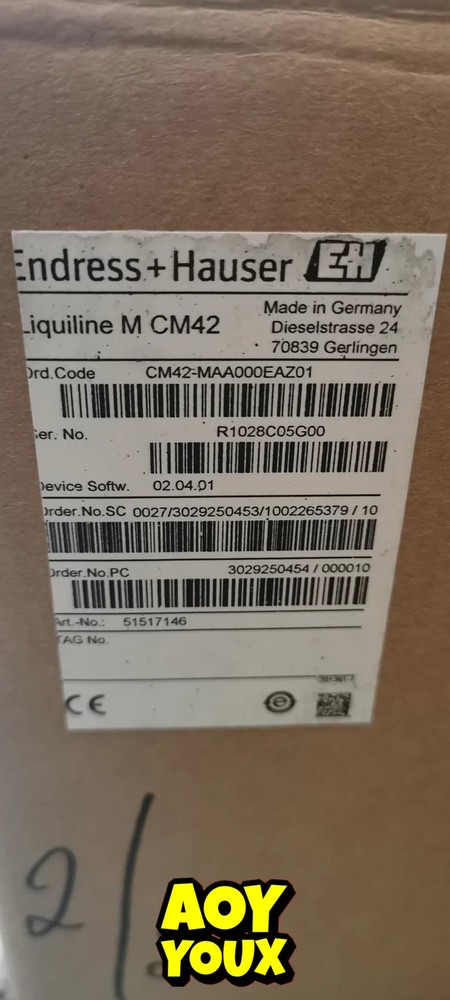 Endress+Hauser EH
Liquiline M CM42
Made in Germany
Dieselstrasse 24
70839 Gerlingen
Ord.Code CM42-MAA000EAZ01
Ser. No. R1028C05G00
Device Softw. 02.04.01
Order.No.SC 0027/3029250453/1002265379 / 10
Order.No.PC 3029250454 / 000010
Art.-No.: 51517146
TAG No.
CE
2/
AOY
YOUX